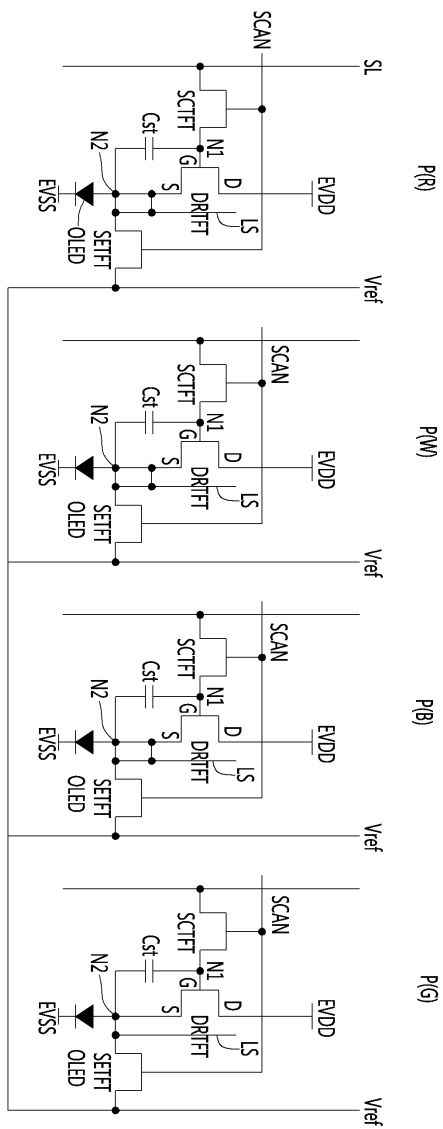 P(R) P(W) P(B) P(G)
SL Vref Vref Vref Vref
EVDD EVDD EVDD EVDD
SCAN SCAN SCAN SCAN
LS LS LS LS
D D D D
N1 N1 N1 N1
DRTFT DRTFT DRTFT DRTFT
SCTFT G SCTFT G SCTFT G SCTFT G
S S S S
Cst Cst Cst Cst
N2 SETFT N2 SETFT N2 SETFT N2 SETFT
OLED OLED OLED OLED
EVSS EVSS EVSS EVSS